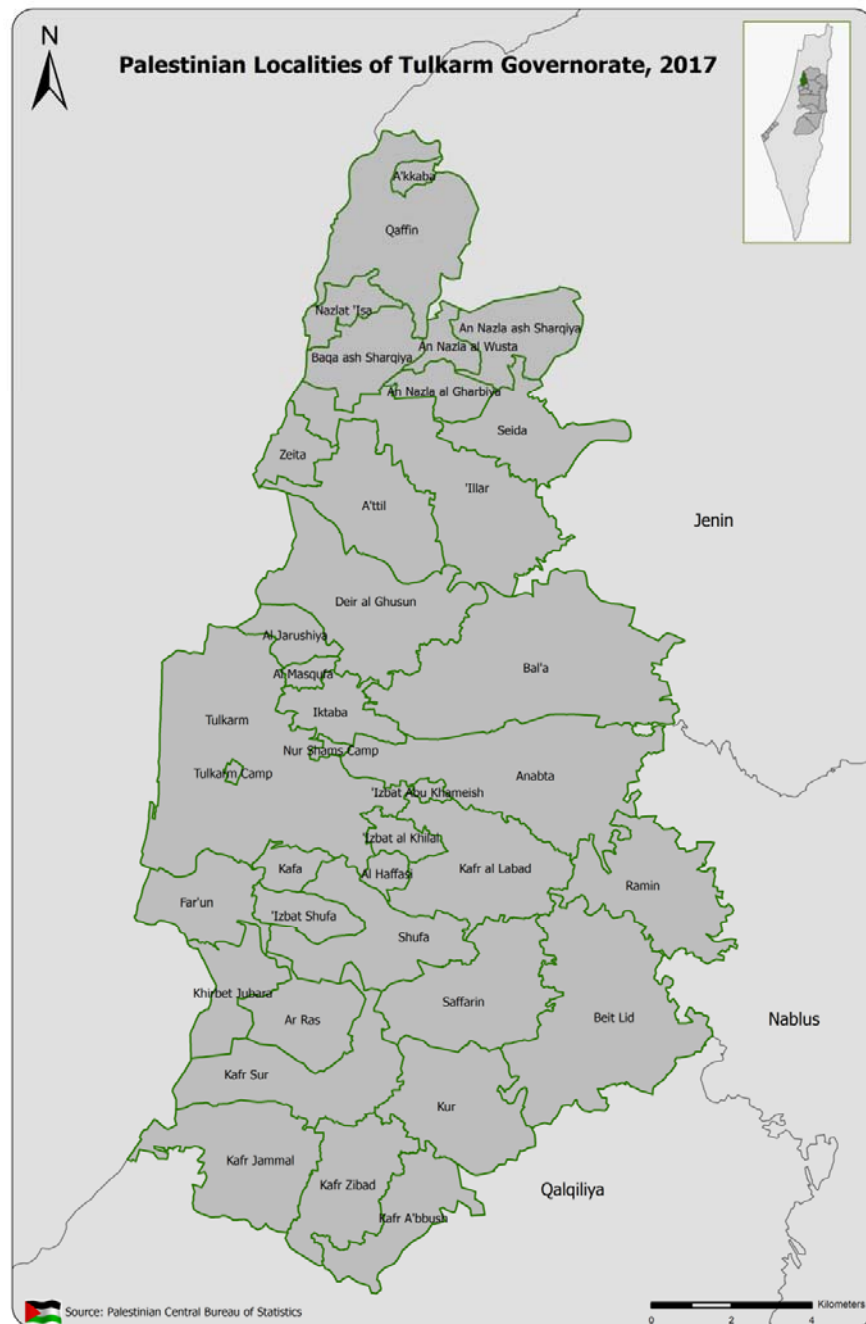 N
Palestinian Localities of Tulkarm Governorate, 2017
A'kkaba
Qaffin
Nazlat 'Isa
An Nazla ash Sharqiya
An Nazla al Wusta
Baqa ash Sharqiya
An Nazla al Gharbiya
Seida
Zeita
'Illar
A'ttil
Jenin
Deir al Ghusun
Al Jarushiya
Bal'a
Al Masqufa
Iktaba
Tulkarm
Nur Shams Camp
Tulkarm Camp
Anabta
'Izbat Abu Khameish
'Izbat al Khilal
Kafa
Al Haffasi
Kafr al Labad
Ramin
Far'un
'Izbat Shufa
Shufa
Khirbet Jubara
Saffarin
Ar Ras
Beit Lid
Nablus
Kafr Sur
Kur
Kafr Jammal
Kafr Zibad
Qalqiliya
Kafr A'bbush
Source: Palestinian Central Bureau of Statistics
Kilometers
0 2 4